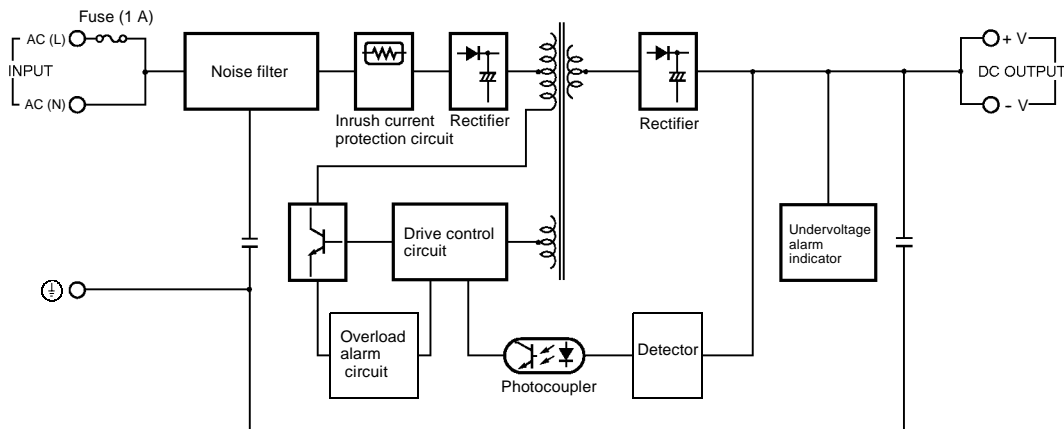 Fuse (1 A)
AC (L)
INPUT
AC (N)
Noise filter
Inrush current
protection circuit
Rectifier
Rectifier
+ V
DC OUTPUT
- V
Drive control
circuit
Undervoltage
alarm
indicator
Overload
alarm
circuit
Photocoupler
Detector